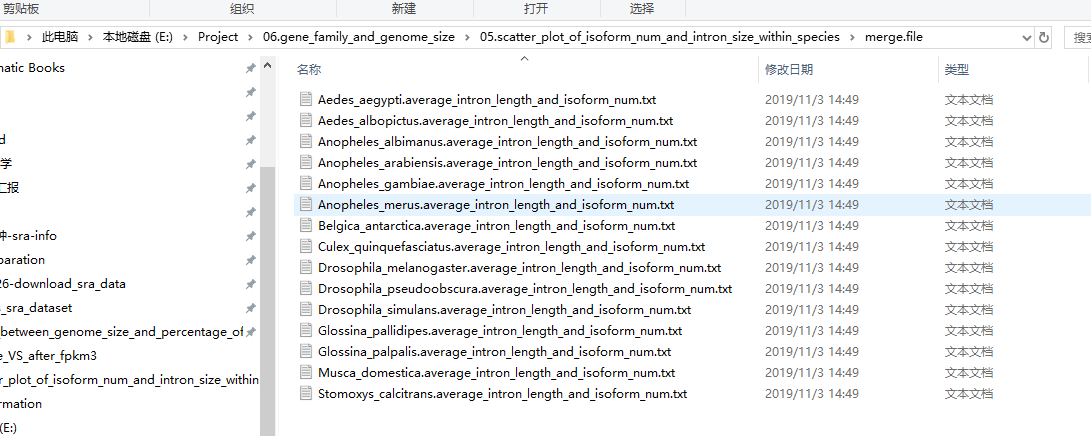 剪贴板 组织 新建 打开 选择
此电脑 本地磁盘 (E:) Project 06.gene_family_and_genome_size 05.scatter_plot_of_isoform_num_and_intron_size_within_species merge.file
名称 修改日期 类型
matic Books
学
汇报
-sra-info
paration
26-download_sra_data
s_sra_dataset
_between_genome_size_and_percentage_of
e_VS_after_fpkm3
r_plot_of_isoform_num_and_intron_size_within
rmation
(E:)
Aedes_aegypti.average_intron_length_and_isoform_num.txt 2019/11/3 14:49 文本文档
Aedes_albopictus.average_intron_length_and_isoform_num.txt 2019/11/3 14:49 文本文档
Anopheles_albimanus.average_intron_length_and_isoform_num.txt 2019/11/3 14:49 文本文档
Anopheles_arabiensis.average_intron_length_and_isoform_num.txt 2019/11/3 14:49 文本文档
Anopheles_gambiae.average_intron_length_and_isoform_num.txt 2019/11/3 14:49 文本文档
Anopheles_merus.average_intron_length_and_isoform_num.txt 2019/11/3 14:49 文本文档
Belgica_antarctica.average_intron_length_and_isoform_num.txt 2019/11/3 14:49 文本文档
Culex_quinquefasciatus.average_intron_length_and_isoform_num.txt 2019/11/3 14:49 文本文档
Drosophila_melanogaster.average_intron_length_and_isoform_num.txt 2019/11/3 14:49 文本文档
Drosophila_pseudoobscura.average_intron_length_and_isoform_num.txt 2019/11/3 14:49 文本文档
Drosophila_simulans.average_intron_length_and_isoform_num.txt 2019/11/3 14:49 文本文档
Glossina_pallidipes.average_intron_length_and_isoform_num.txt 2019/11/3 14:49 文本文档
Glossina_palpalis.average_intron_length_and_isoform_num.txt 2019/11/3 14:49 文本文档
Musca_domestica.average_intron_length_and_isoform_num.txt 2019/11/3 14:49 文本文档
Stomoxys_calcitrans.average_intron_length_and_isoform_num.txt 2019/11/3 14:49 文本文档